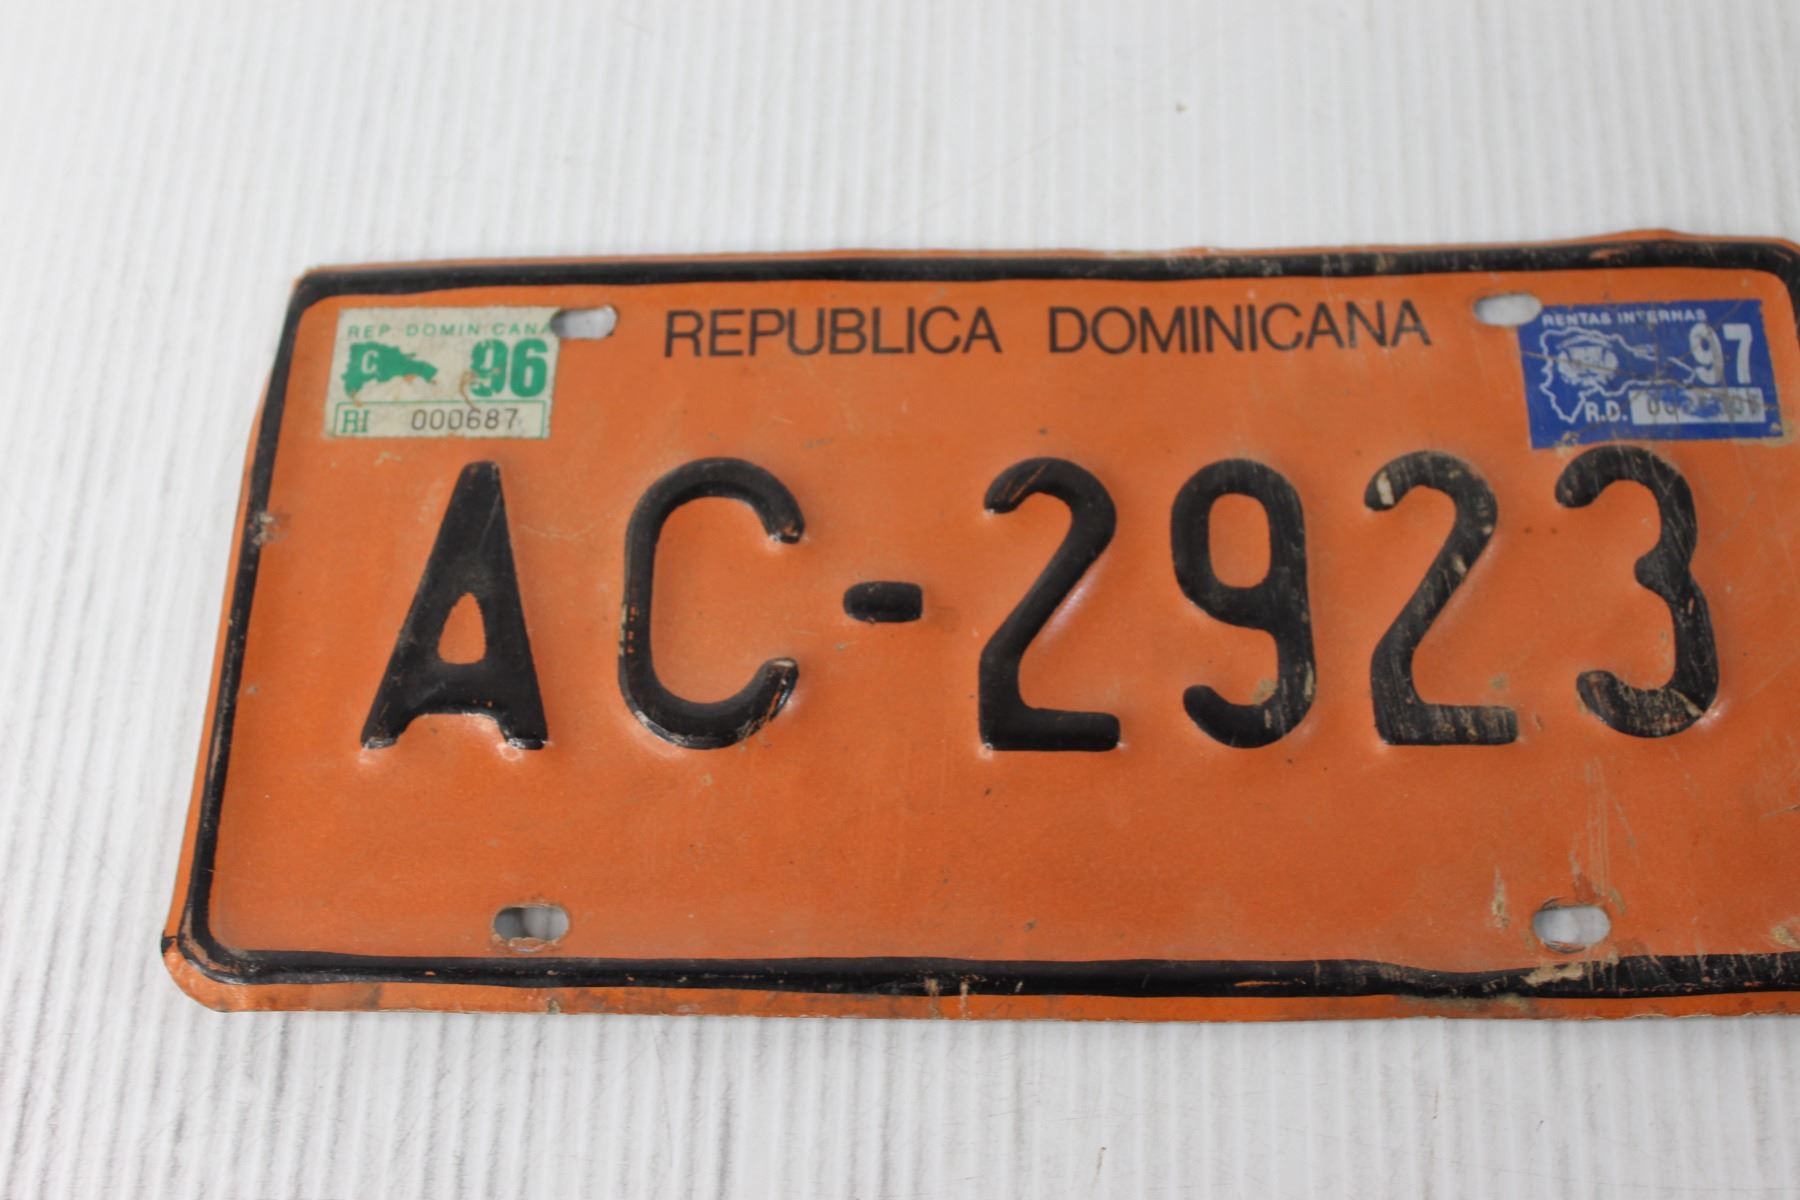 REP. DOMINICANA
C 96
RI 000687
REPUBLICA DOMINICANA
RENTAS INTERNAS
97
R.D.
AC-2923